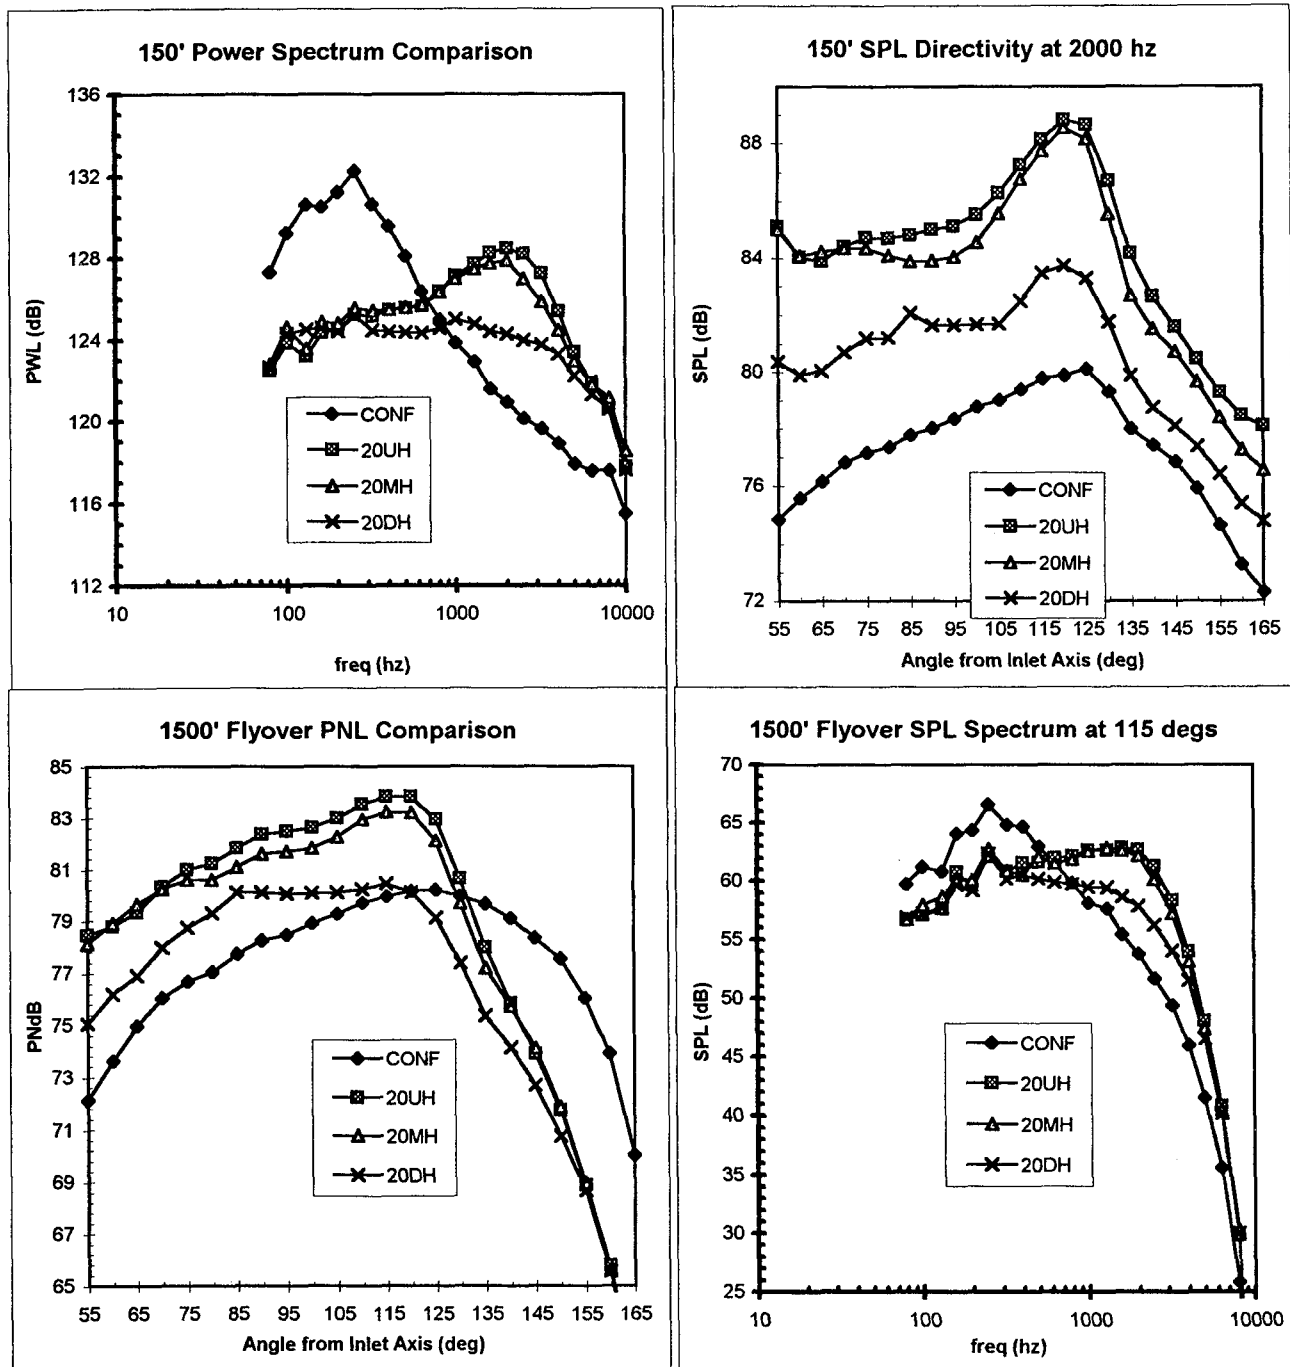 150' Power Spectrum Comparison
136
132
128
124
120
116
112
PWL (dB)
10
100
1000
10000
freq (hz)
CONF
20UH
20MH
20DH
150' SPL Directivity at 2000 hz
88
84
80
76
72
SPL (dB)
55 65 75 85 95 105 115 125 135 145 155 165
Angle from Inlet Axis (deg)
CONF
20UH
20MH
20DH
1500' Flyover PNL Comparison
85
83
81
79
77
75
73
71
69
67
65
PNdB
55 65 75 85 95 105 115 125 135 145 155 165
Angle from Inlet Axis (deg)
CONF
20UH
20MH
20DH
1500' Flyover SPL Spectrum at 115 degs
70
65
60
55
50
45
40
35
30
25
SPL (dB)
10
100
1000
10000
freq (hz)
CONF
20UH
20MH
20DH